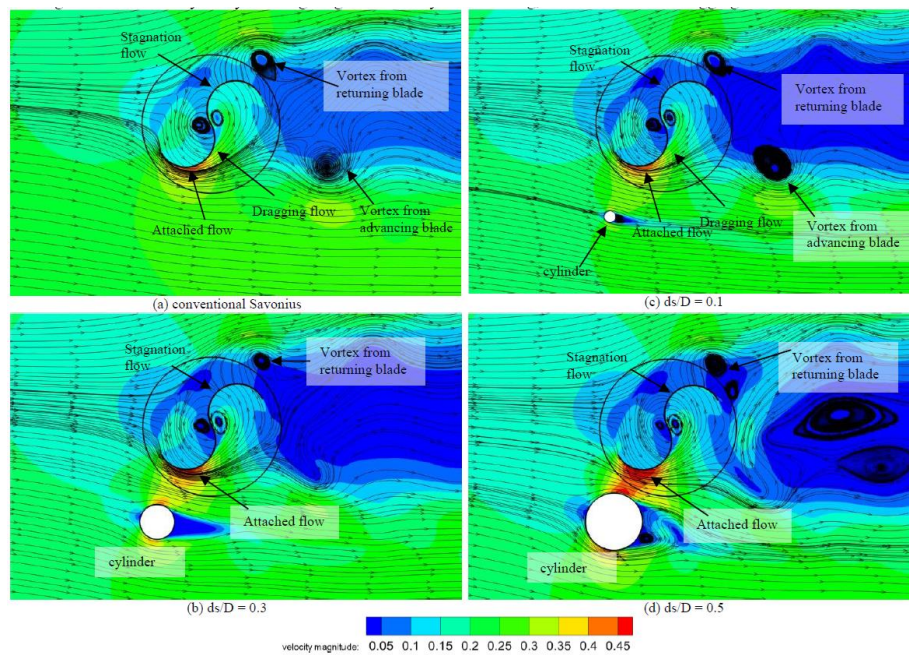 Stagnation
flow
Vortex from
returning blade
Dragging flow
Attached flow
Vortex from
advancing blade
(a) conventional Savonius
Stagnation
flow
Vortex from
returning blade
Dragging flow
Attached flow
Vortex from
advancing blade
cylinder
(c) ds/D = 0.1
Stagnation
flow
Vortex from
returning blade
Attached flow
cylinder
(b) ds/D = 0.3
Stagnation
flow
Vortex from
returning blade
Attached flow
cylinder
(d) ds/D = 0.5
velocity magnitude: 0.05 0.1 0.15 0.2 0.25 0.3 0.35 0.4 0.45